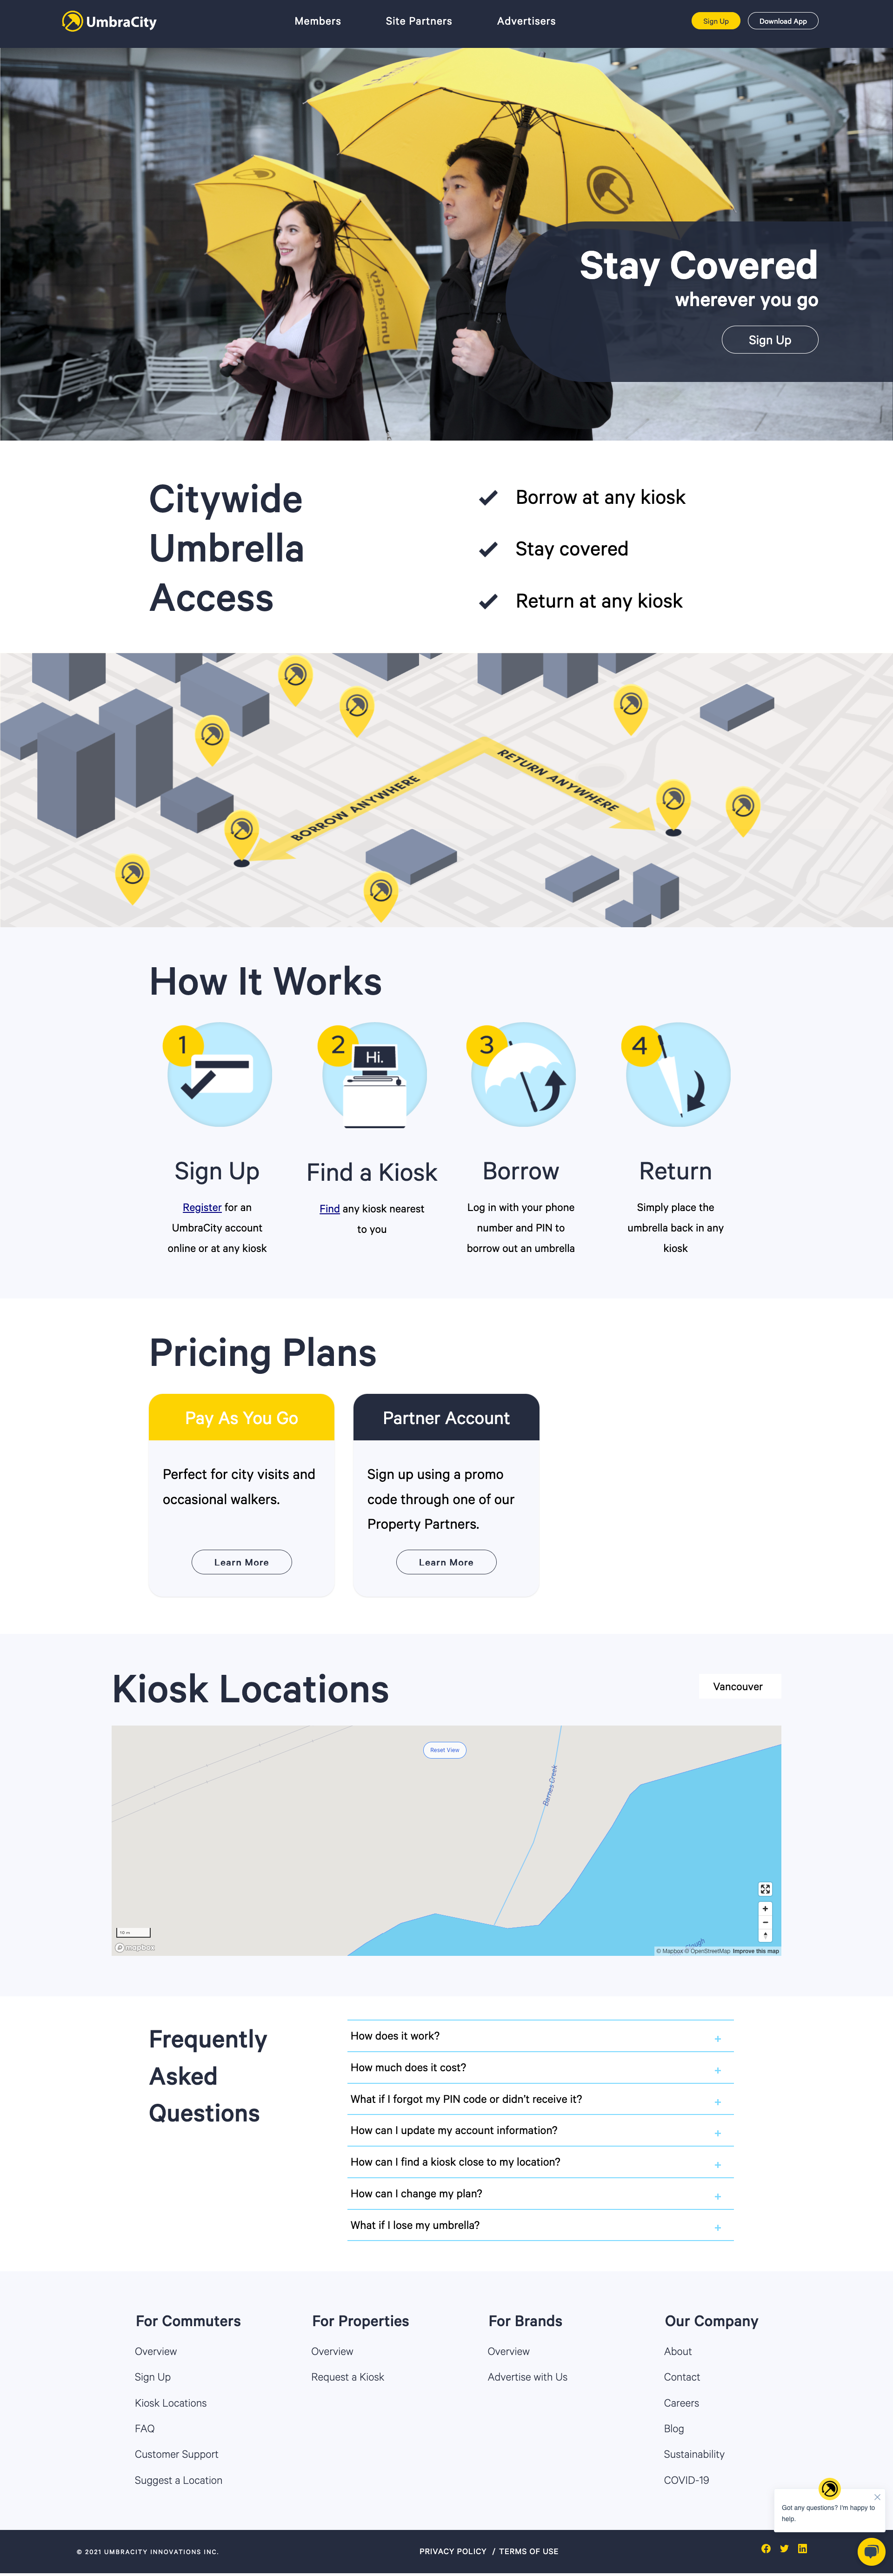 UmbraCity
Members
Site Partners
Advertisers
Sign Up
Download App
UmbraCity
Stay Covered
wherever you go
Sign Up
Citywide
Umbrella
Access
Borrow at any kiosk
Stay covered
Return at any kiosk
BORROW ANYWHERE
RETURN ANYWHERE
How It Works
1
2
Hi.
3
4
Sign Up
Find a Kiosk
Borrow
Return
Register for an
UmbraCity account
online or at any kiosk
Find any kiosk nearest
to you
Log in with your phone
number and PIN to
borrow out an umbrella
Simply place the
umbrella back in any
kiosk
Pricing Plans
Pay As You Go
Perfect for city visits and
occasional walkers.
Learn More
Partner Account
Sign up using a promo
code through one of our
Property Partners.
Learn More
Kiosk Locations
Vancouver
Reset View
Barnes Creek
mapbox
© Mapbox © OpenStreetMap Improve this map
Frequently
Asked
Questions
How does it work?
How much does it cost?
What if I forgot my PIN code or didn't receive it?
How can I update my account information?
How can I find a kiosk close to my location?
How can I change my plan?
What if I lose my umbrella?
For Commuters
Overview
Sign Up
Kiosk Locations
FAQ
Customer Support
Suggest a Location
For Properties
Overview
Request a Kiosk
For Brands
Overview
Advertise with Us
Our Company
About
Contact
Careers
Blog
Sustainability
COVID-19
Got any questions? I'm happy to
help.
© 2021 UMBRACITY INNOVATIONS INC.
PRIVACY POLICY / TERMS OF USE